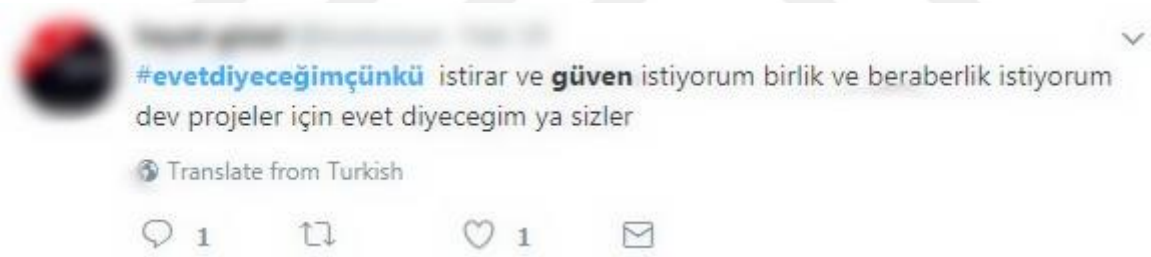 #evetdiyeceğimçünkü istirar ve güven istiyorum birlik ve beraberlik istiyorum
dev projeler için evet diyecegim ya sizler
Translate from Turkish
1 1